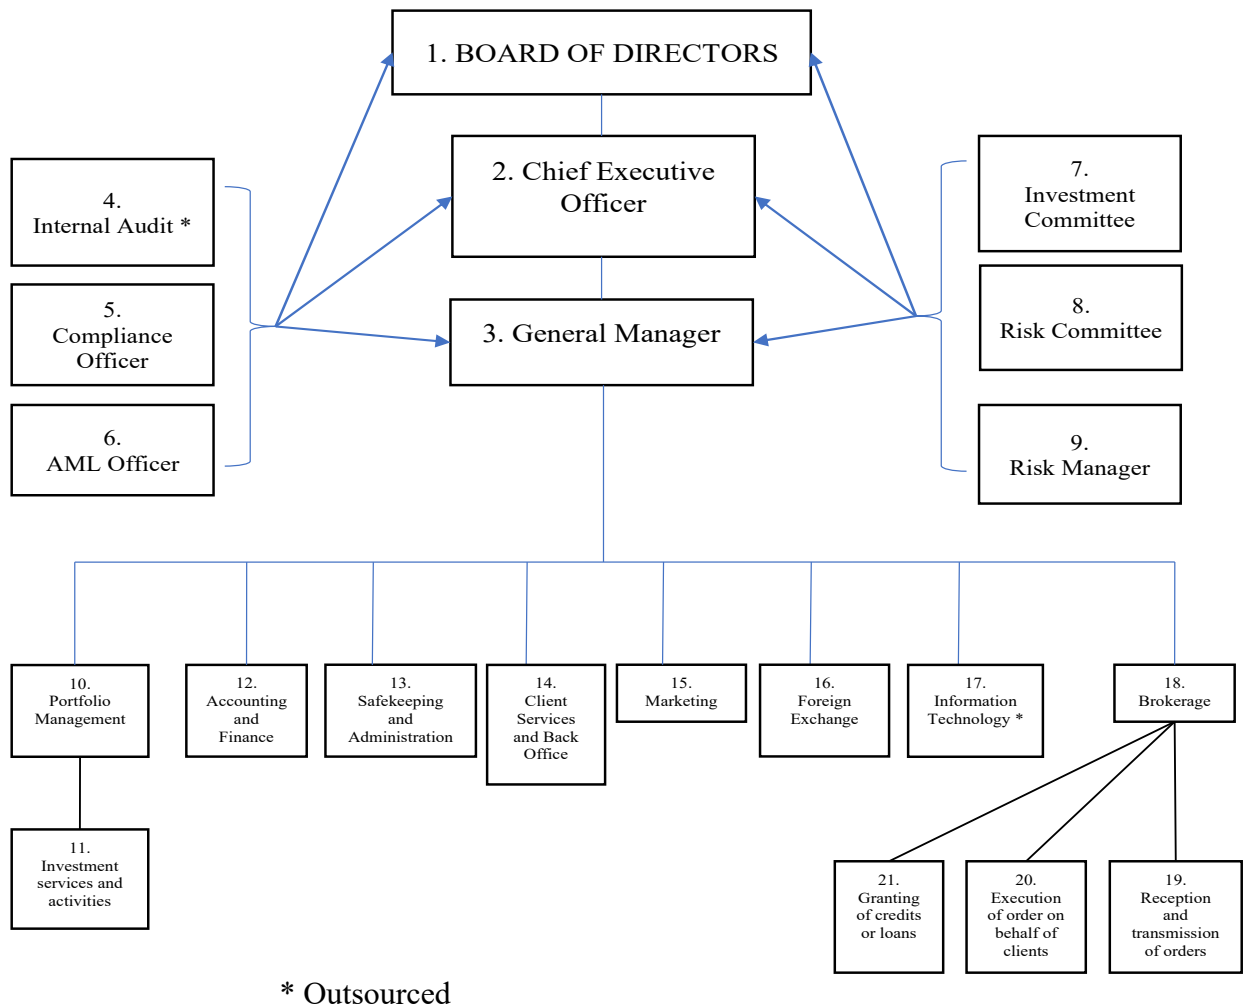 1. BOARD OF DIRECTORS
2. Chief Executive
Officer
3. General Manager
4.
Internal Audit *
5.
Compliance
Officer
6.
AML Officer
7.
Investment
Committee
8.
Risk Committee
9.
Risk Manager
10.
Portfolio
Management
11.
Investment
services and
activities
12.
Accounting
and
Finance
13.
Safekeeping
and
Administration
14.
Client
Services
and Back
Office
15.
Marketing
16.
Foreign
Exchange
17.
Information
Technology *
18.
Brokerage
21.
Granting
of credits
or loans
20.
Execution
of order on
behalf of
clients
19.
Reception
and
transmission
of orders
* Outsourced